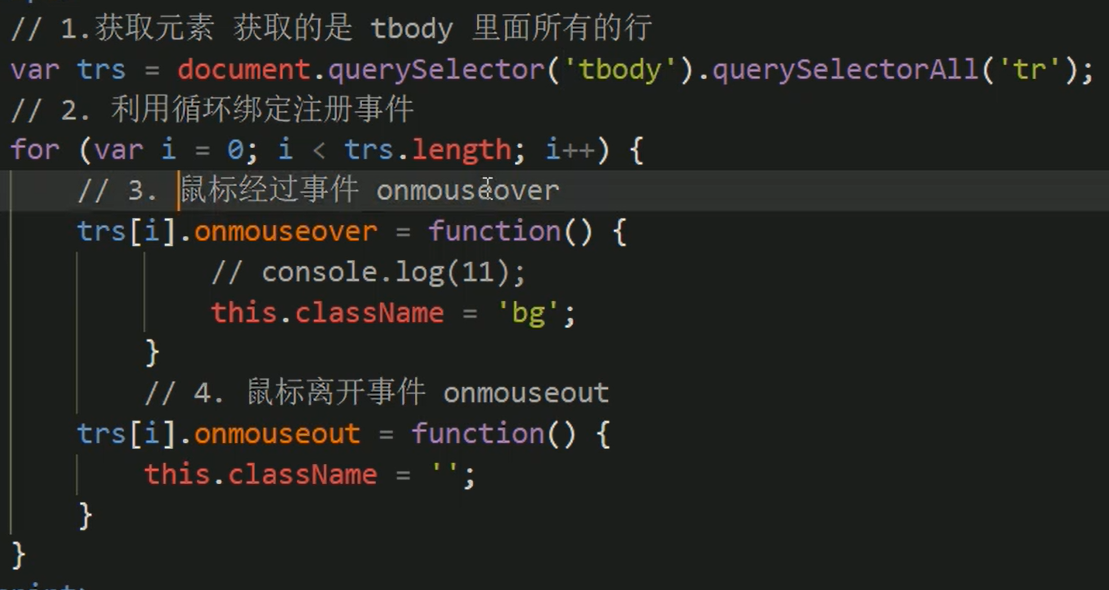 // 1.获取元素 获取的是 tbody 里面所有的行
var trs = document.querySelector('tbody').querySelectorAll('tr');
// 2. 利用循环绑定注册事件
for (var i = 0; i < trs.length; i++) {
// 3. 鼠标经过事件 onmouseover
trs[i].onmouseover = function() {
// console.log(11);
this.className = 'bg';
}
// 4. 鼠标离开事件 onmouseout
trs[i].onmouseout = function() {
this.className = '';
}
}